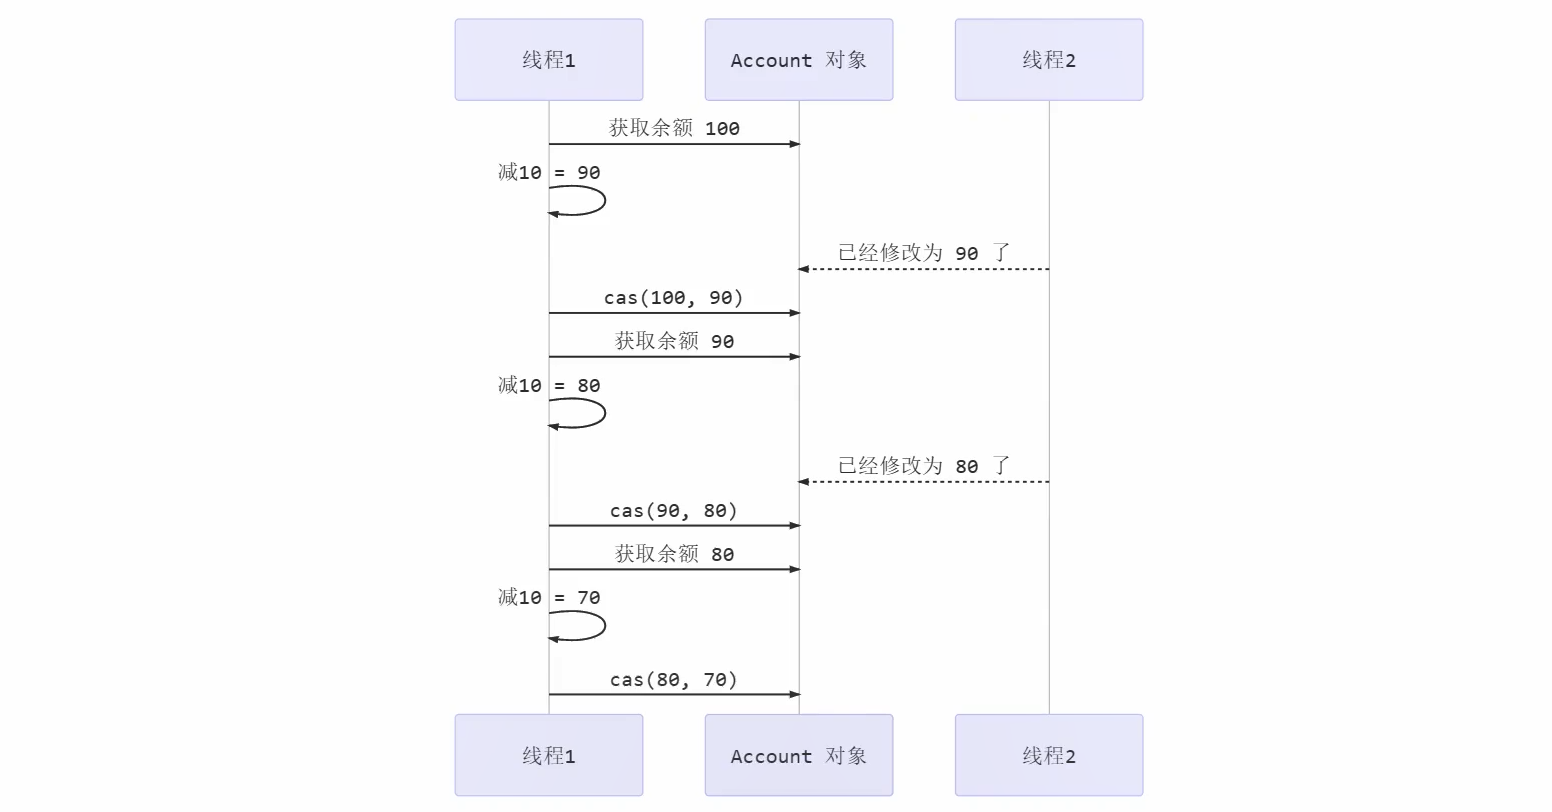 线程1
Account 对象
线程2
获取余额 100
减10 = 90
已经修改为 90 了
cas(100, 90)
获取余额 90
减10 = 80
已经修改为 80 了
cas(90, 80)
获取余额 80
减10 = 70
cas(80, 70)
线程1
Account 对象
线程2